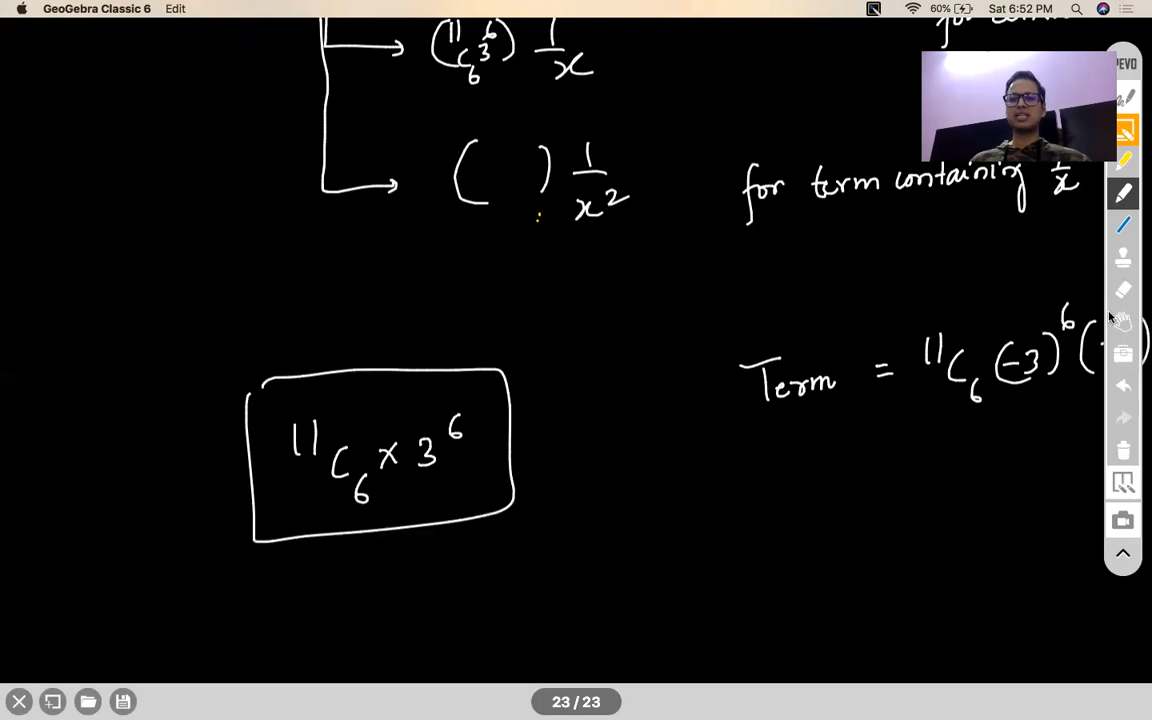 GeoGebra Classic 6 Edit 60% Sat 6:52 PM
(¹¹C₆ 3⁶) 1/x
( ) 1/x²
for term containing 1/x
Term = ¹¹C₆ (-3)⁶ (
¹¹C₆ × 3⁶
23 / 23